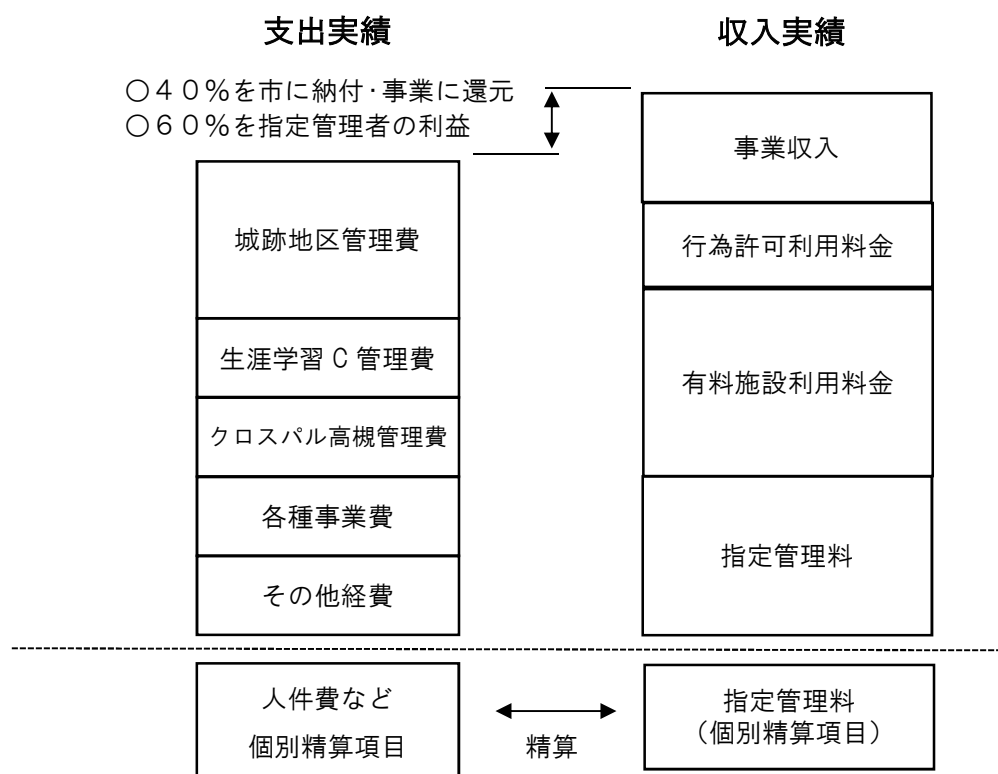 支出実績
収入実績
○４０％を市に納付・事業に還元
○６０％を指定管理者の利益
城跡地区管理費
生涯学習C管理費
クロスパル高槻管理費
各種事業費
その他経費
事業収入
行為許可利用料金
有料施設利用料金
指定管理料
人件費など
個別精算項目
精算
指定管理料
（個別精算項目）